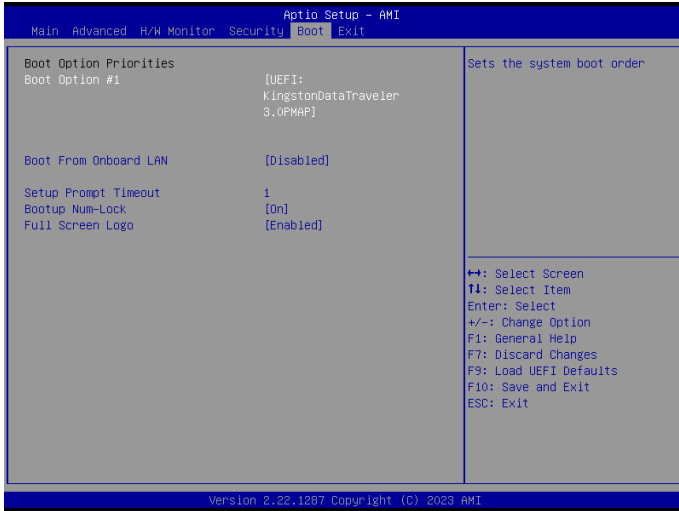 Aptio Setup - AMI
Main Advanced H/W Monitor Security Boot Exit
Boot Option Priorities
Boot Option #1 [UEFI:
KingstonDataTraveler
3.0PMAP]
Boot From Onboard LAN [Disabled]
Setup Prompt Timeout 1
Bootup Num-Lock [On]
Full Screen Logo [Enabled]
Sets the system boot order
↔: Select Screen
↑↓: Select Item
Enter: Select
+/-: Change Option
F1: General Help
F7: Discard Changes
F9: Load UEFI Defaults
F10: Save and Exit
ESC: Exit
Version 2.22.1287 Copyright (C) 2023 AMI